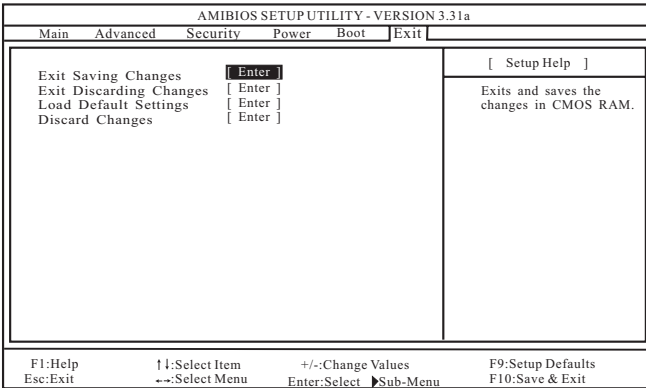 AMIBIOS SETUP UTILITY - VERSION 3.31a
Main Advanced Security Power Boot Exit
[ Setup Help ]
Exit Saving Changes [ Enter ]
Exit Discarding Changes [ Enter ]
Load Default Settings [ Enter ]
Discard Changes [ Enter ]
Exits and saves the
changes in CMOS RAM.
F1:Help ↑↓:Select Item +/-:Change Values F9:Setup Defaults
Esc:Exit ←→:Select Menu Enter:Select ▶Sub-Menu F10:Save & Exit